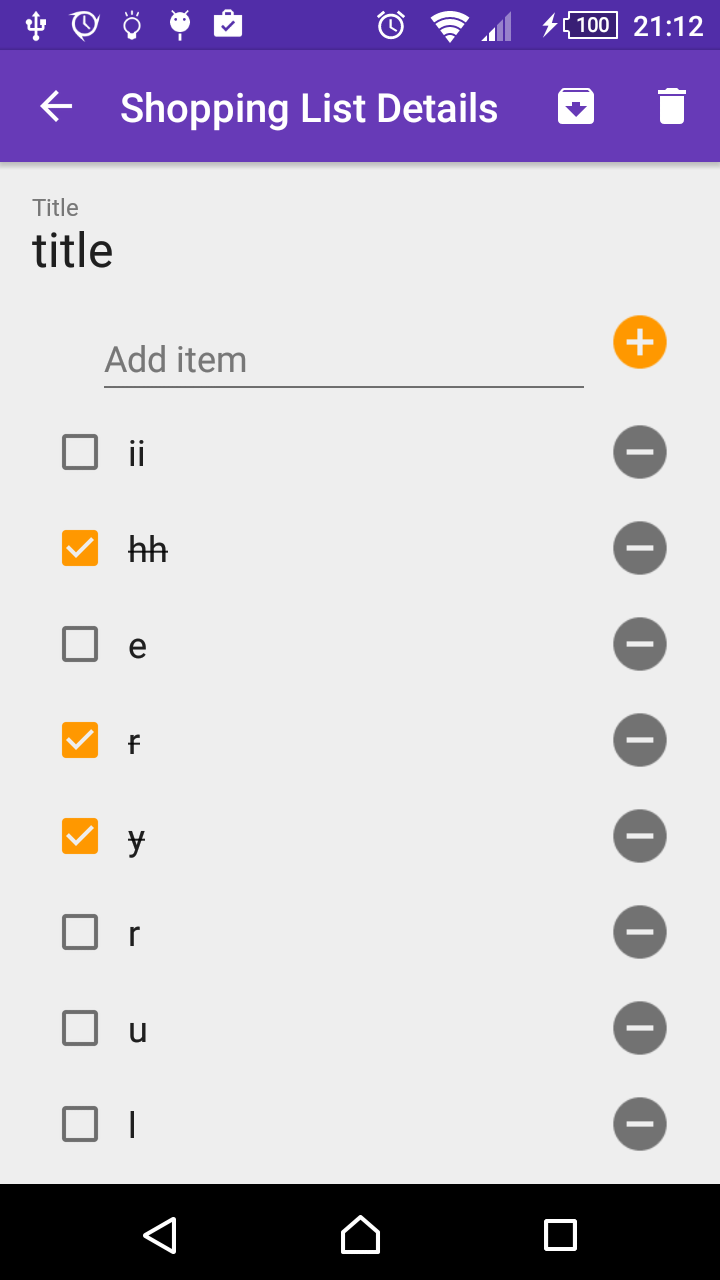 100 21:12
Shopping List Details
Title
title
Add item
ii
hh
e
r
y
r
u
l